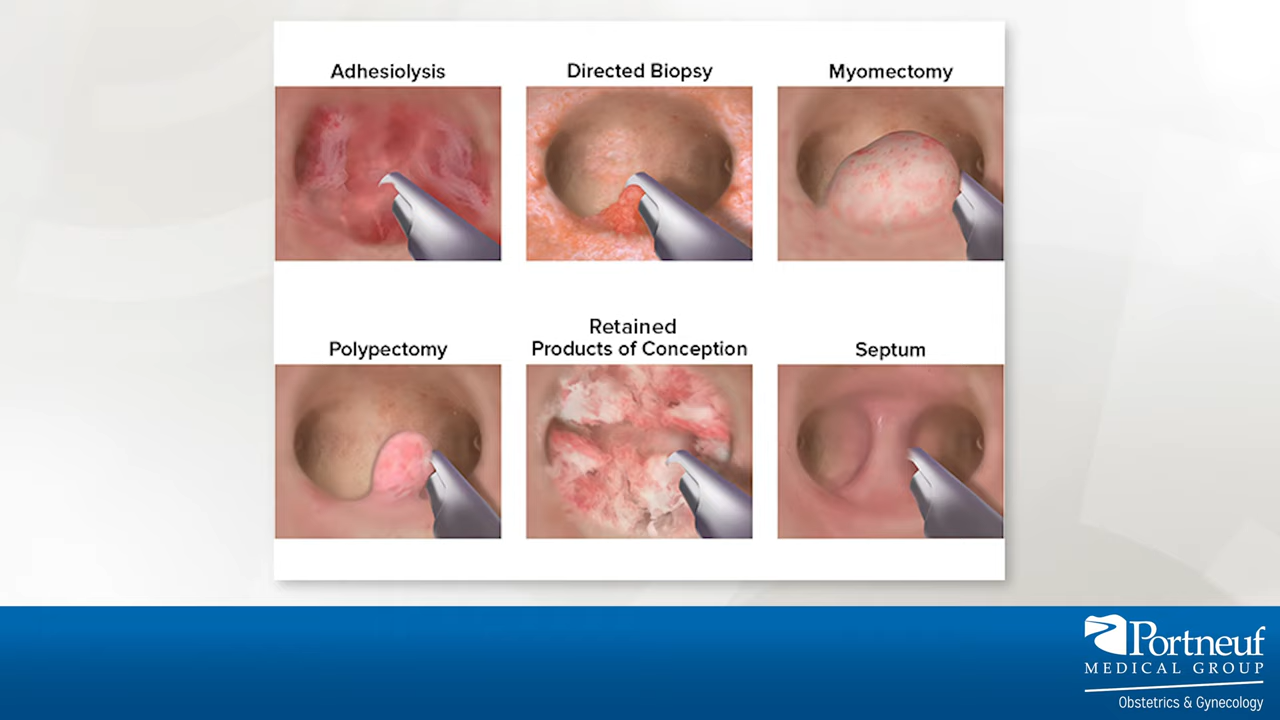 Adhesiolysis
Directed Biopsy
Myomectomy
Polypectomy
Retained
Products of Conception
Septum
Portneuf
MEDICAL GROUP
Obstetrics & Gynecology